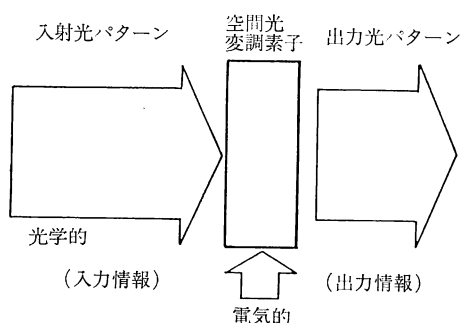 入射光パターン
空間光
変調素子
出力光パターン
光学的
（入力情報）
（出力情報）
電気的